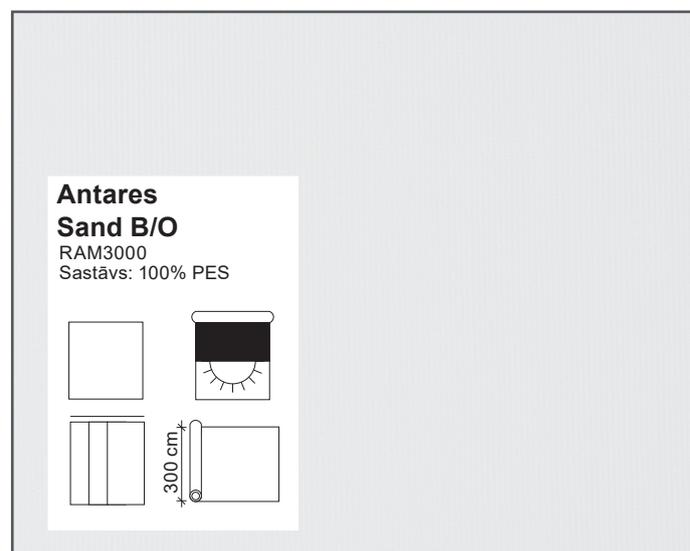 Antares
Sand B/O
RAM3000
Sastāvs: 100% PES
300 cm